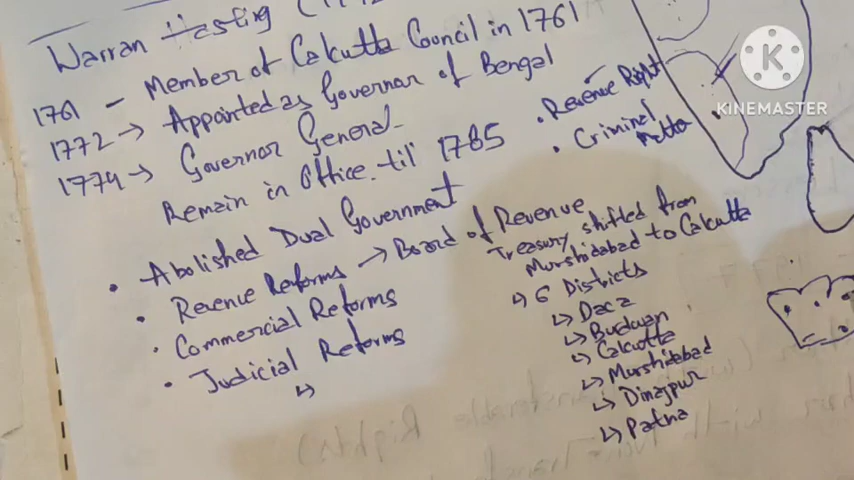 Warran Hasting (17
1761 – Member of Calcutta Council in 1761
1772 → Appointed as Governor of Bengal
1774 → Governor General
Remain in Office til 1785
• Revenue Right
• Criminal
matter
• Abolished Dual Government
• Revenue Reforms → Board of Revenue
• Commercial Reforms
• Judicial Reforms
Treasury shifted from
Murshidabad to Calcutta
6 Districts
Daca
Burdwan
Calcutta
Murshidabad
Dinajpur
Patna
KINEMASTER